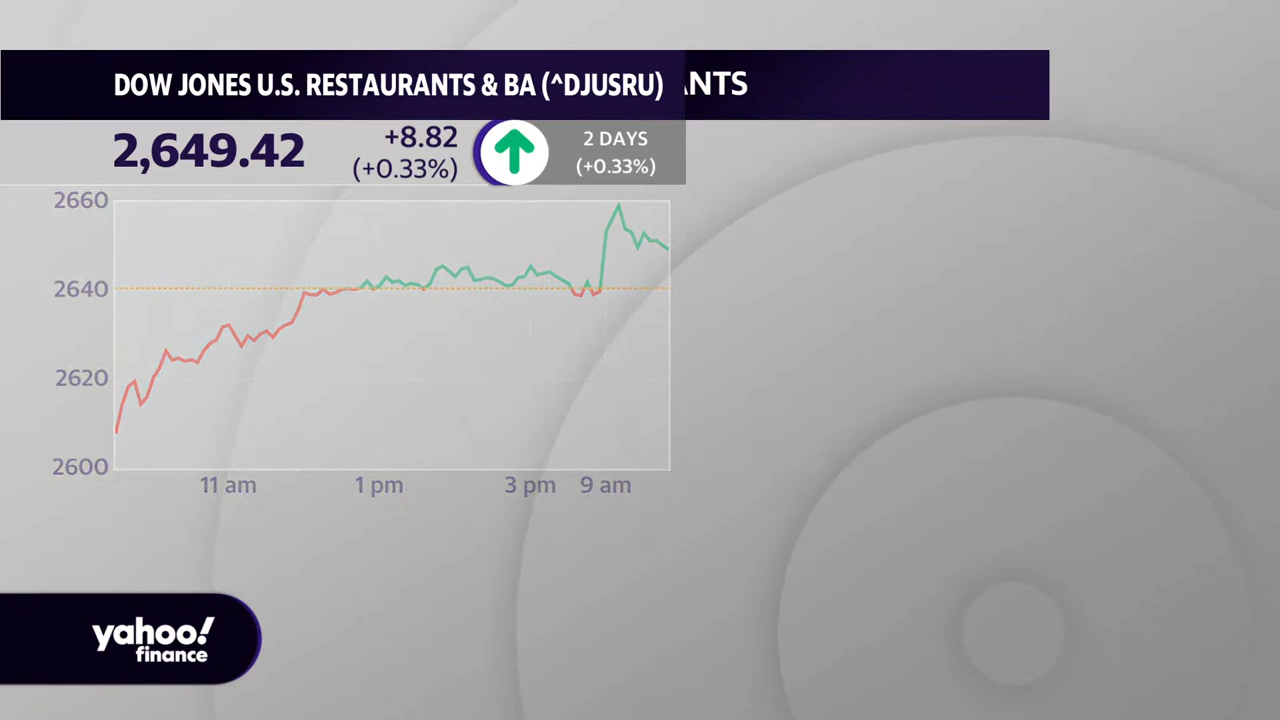 DOW JONES U.S. RESTAURANTS & BA (^DJUSRU)
ANTS
2,649.42
+8.82
(+0.33%)
2 DAYS
(+0.33%)
2660
2640
2620
2600
11 am
1 pm
3 pm
9 am
yahoo!
finance